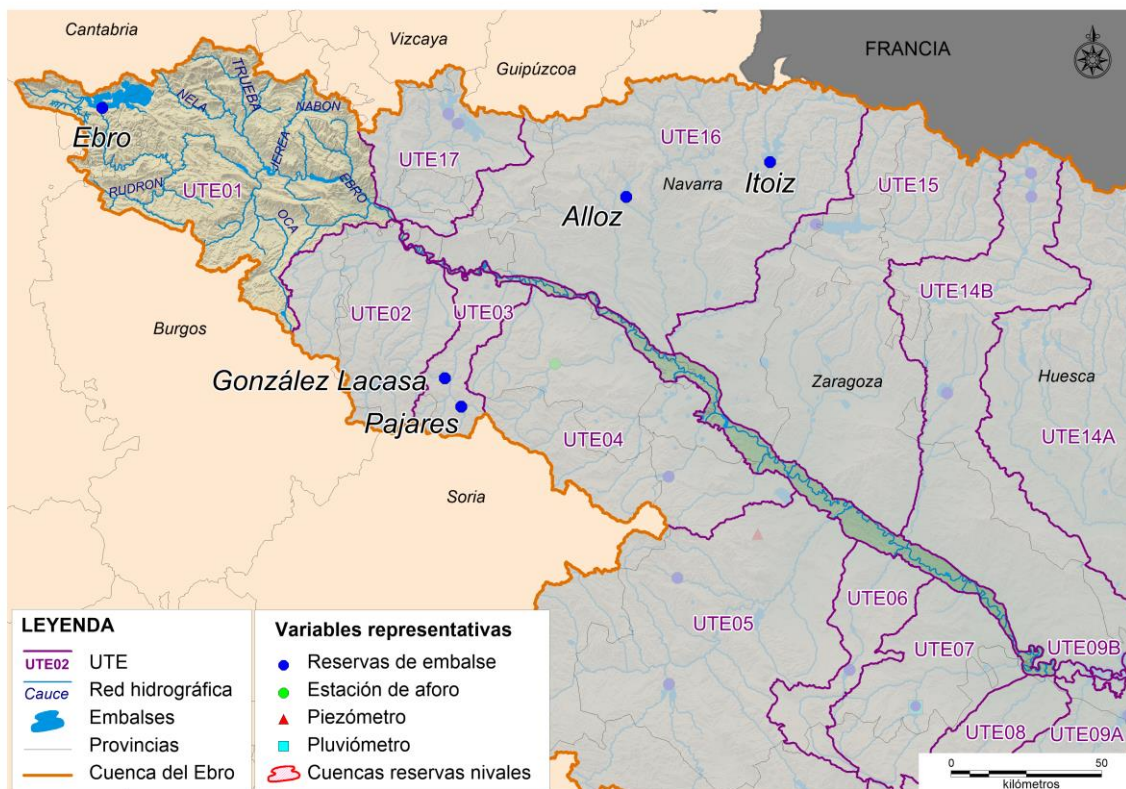 Cantabria
Vizcaya
Guipúzcoa
FRANCIA
TRUEBA
NELA
NABON
JEREA
Ebro
RUDRON
UTE01
EBRO
OCA
UTE17
UTE16
Navarra
Itoiz
Alloz
UTE15
UTE14B
Burgos
UTE02
UTE03
González Lacasa
Pajares
Zaragoza
Huesca
UTE04
UTE14A
Soria
UTE05
UTE06
UTE07
UTE09B
UTE08
UTE09A
LEYENDA
UTE02 UTE
Cauce Red hidrográfica
Embalses
Provincias
Cuenca del Ebro
Variables representativas
Reservas de embalse
Estación de aforo
Piezómetro
Pluviómetro
Cuencas reservas nivales
0 50
kilómetros